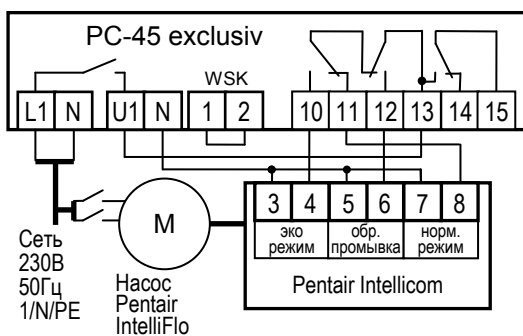 PC-45 exclusiv
WSK
L1 N U1 N 1 2 10 11 12 13 14 15
3 4 5 6 7 8
эко режим
обр. промывка
норм. режим
M
Сеть
230В
50Гц
1/N/PE
Насос
Pentair
IntelliFlo
Pentair Intellicom